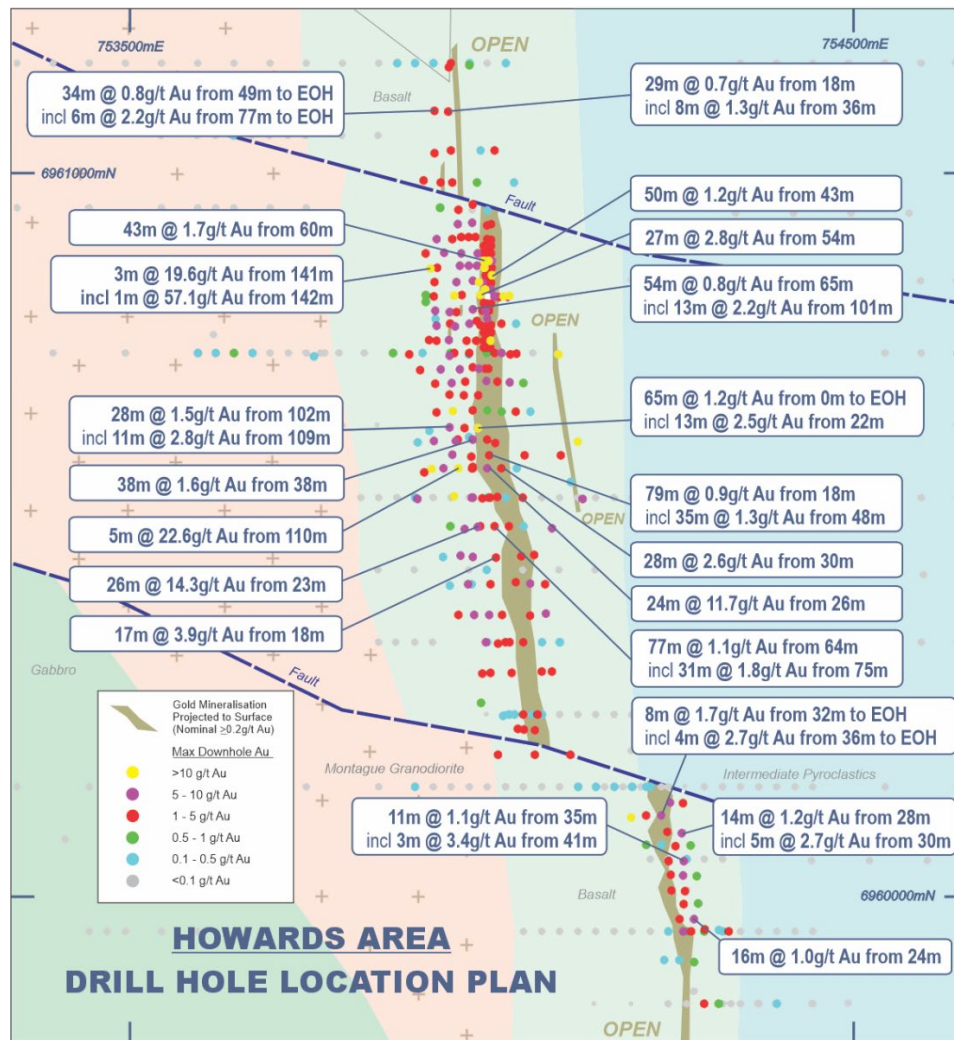 753500mE
754500mE
OPEN
34m @ 0.8g/t Au from 49m to EOH
incl 6m @ 2.2g/t Au from 77m to EOH
Basalt
29m @ 0.7g/t Au from 18m
incl 8m @ 1.3g/t Au from 36m
6961000mN
Fault
50m @ 1.2g/t Au from 43m
43m @ 1.7g/t Au from 60m
27m @ 2.8g/t Au from 54m
3m @ 19.6g/t Au from 141m
incl 1m @ 57.1g/t Au from 142m
54m @ 0.8g/t Au from 65m
incl 13m @ 2.2g/t Au from 101m
OPEN
65m @ 1.2g/t Au from 0m to EOH
incl 13m @ 2.5g/t Au from 22m
28m @ 1.5g/t Au from 102m
incl 11m @ 2.8g/t Au from 109m
38m @ 1.6g/t Au from 38m
79m @ 0.9g/t Au from 18m
incl 35m @ 1.3g/t Au from 48m
OPEN
5m @ 22.6g/t Au from 110m
28m @ 2.6g/t Au from 30m
26m @ 14.3g/t Au from 23m
24m @ 11.7g/t Au from 26m
17m @ 3.9g/t Au from 18m
77m @ 1.1g/t Au from 64m
incl 31m @ 1.8g/t Au from 75m
Gabbro
Fault
Gold Mineralisation
Projected to Surface
(Nominal ≥0.2g/t Au)
Max Downhole Au
>10 g/t Au
5 - 10 g/t Au
1 - 5 g/t Au
0.5 - 1 g/t Au
0.1 - 0.5 g/t Au
<0.1 g/t Au
8m @ 1.7g/t Au from 32m to EOH
incl 4m @ 2.7g/t Au from 36m to EOH
Montague Granodiorite
Intermediate Pyroclastics
11m @ 1.1g/t Au from 35m
incl 3m @ 3.4g/t Au from 41m
14m @ 1.2g/t Au from 28m
incl 5m @ 2.7g/t Au from 30m
Basalt
6960000mN
HOWARDS AREA
DRILL HOLE LOCATION PLAN
16m @ 1.0g/t Au from 24m
OPEN